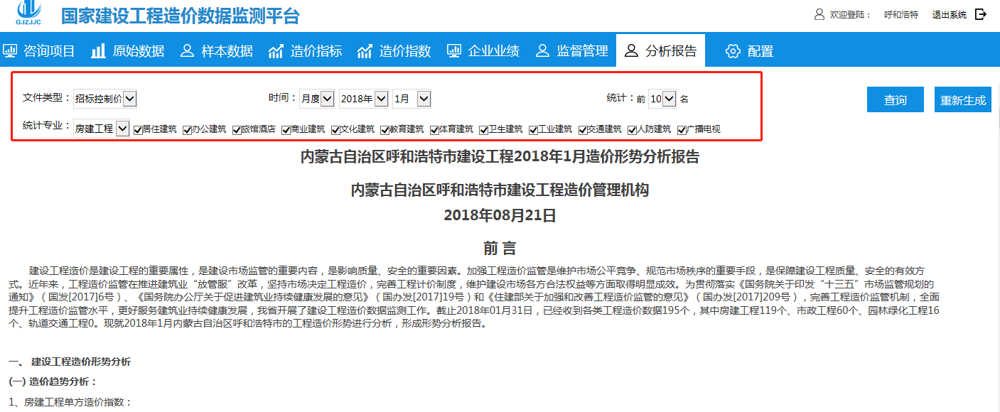 GJZJJC
国家建设工程造价数据监测平台
欢迎登陆： 呼和浩特 退出系统
咨询项目 原始数据 样本数据 造价指标 造价指数 企业业绩 监督管理 分析报告 配置
文件类型： 招标控制价 时间： 月度 2018年 1月 统计： 前 10 名 查询 重新生成
统计专业： 房建工程 居住建筑 办公建筑 旅馆酒店 商业建筑 文化建筑 教育建筑 体育建筑 卫生建筑 工业建筑 交通建筑 人防建筑 广播电视
内蒙古自治区呼和浩特市建设工程2018年1月造价形势分析报告
内蒙古自治区呼和浩特市建设工程造价管理机构
2018年08月21日
前 言
建设工程造价是建设工程的重要属性，是建设市场监管的重要内容，是影响质量、安全的重要因素。加强工程造价监管是维护市场公平竞争、规范市场秩序的重要手段，是保障建设工程质量、安全的有效方
式。近年来，工程造价监管在推进建筑业“放管服”改革，坚持市场决定工程造价，完善工程计价制度，维护建设市场各方合法权益等方面取得明显成效。为贯彻落实《国务院关于印发“十三五”市场监管规划的
通知》（国发[2017]6号）、《国务院办公厅关于促进建筑业持续健康发展的意见》（国办发[2017]19号）和《住建部关于加强和改善工程造价监管的意见》（国办发[2017]209号），完善工程造价监管机制，全面
提升工程造价监管水平，更好服务建筑业持续健康发展，我省开展了建设工程造价数据监测工作。截止2018年01月31日，已经收到各类工程造价数据195个，其中房建工程119个、市政工程60个、园林绿化工程16
个、轨道交通工程0。现就2018年1月内蒙古自治区呼和浩特市的工程造价形势进行分析，形成形势分析报告。
一、 建设工程造价形势分析
(一) 造价趋势分析：
1、房建工程单方造价指数：